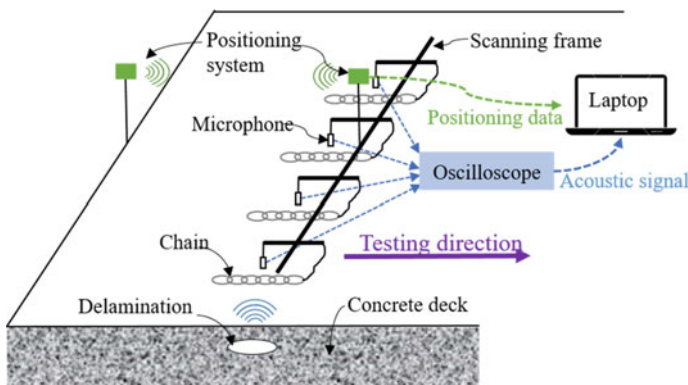 Positioning
system
Scanning frame
Laptop
Positioning data
Microphone
Oscilloscope
Acoustic signal
Chain
Testing direction
Delamination
Concrete deck